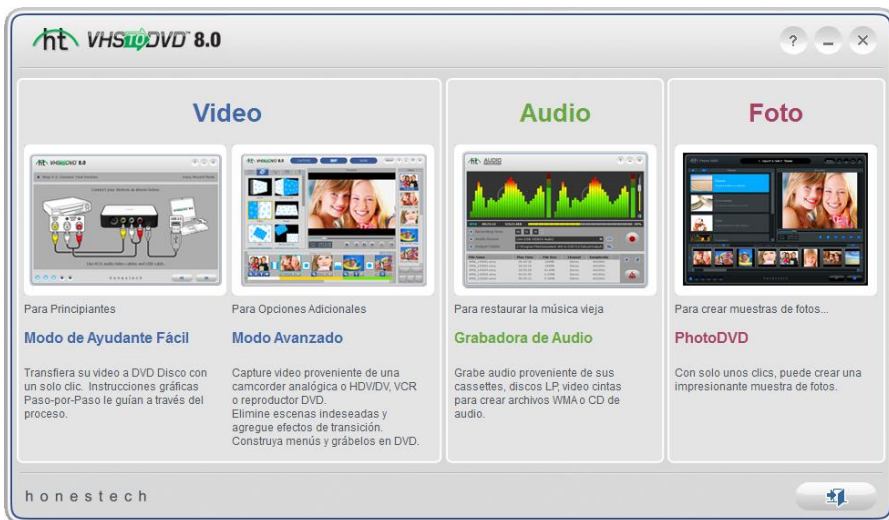 ht VHSTODVD 8.0
?
Video
Audio
Foto
Para Principiantes
Modo de Ayudante Fácil
Transfiera su video a DVD Disco con
un solo clic. Instrucciones gráficas
Paso-por-Paso le guían a través del
proceso.
Para Opciones Adicionales
Modo Avanzado
Capture video proveniente de una
camcorder analógica o HDV/DV, VCR
o reproductor DVD.
Elimine escenas indeseadas y
agregue efectos de transición.
Construya menús y grábelos en DVD.
Para restaurar la música vieja
Grabadora de Audio
Grabe audio proveniente de sus
cassettes, discos LP, video cintas
para crear archivos WMA o CD de
audio.
Para crear muestras de fotos...
PhotoDVD
Con solo unos clics, puede crear una
impresionante muestra de fotos.
honestech